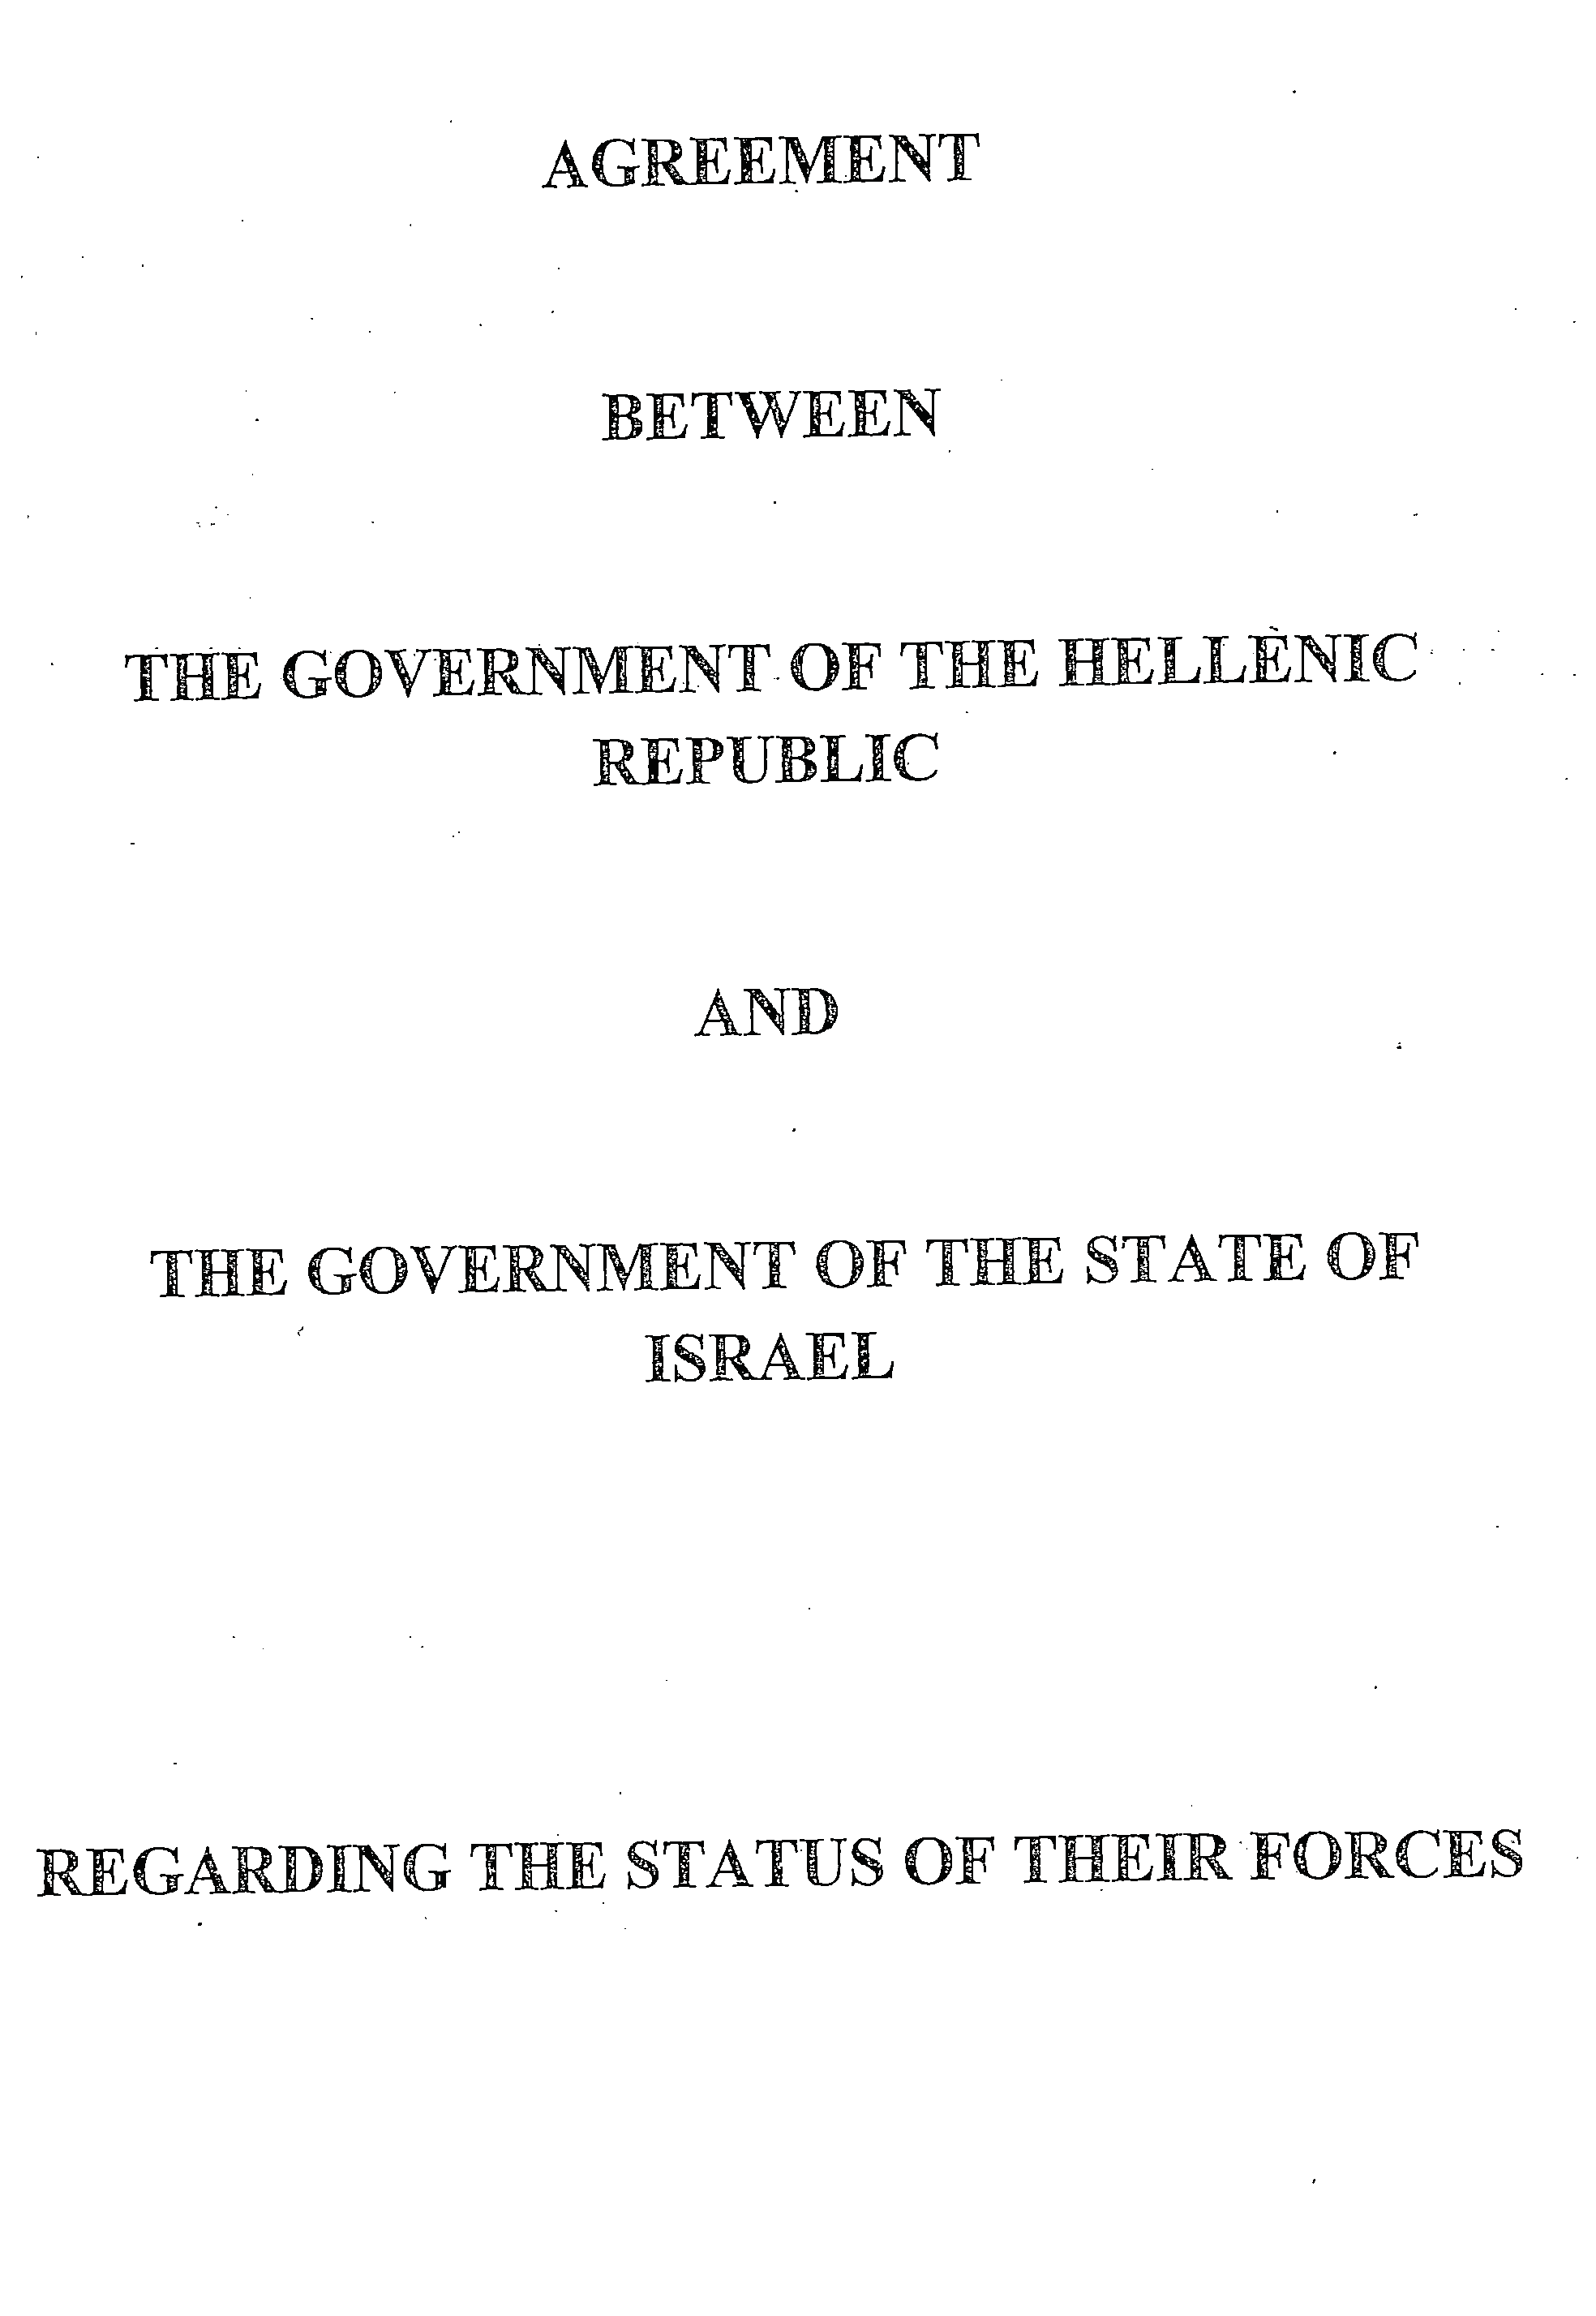 AGREEMENT
BETWEEN
THE GOVERNMENT OF THE HELLENIC
REPUBLIC
AND
THE GOVERNMENT OF THE STATE OF
ISRAEL
REGARDING THE STATUS OF THEIR FORCES